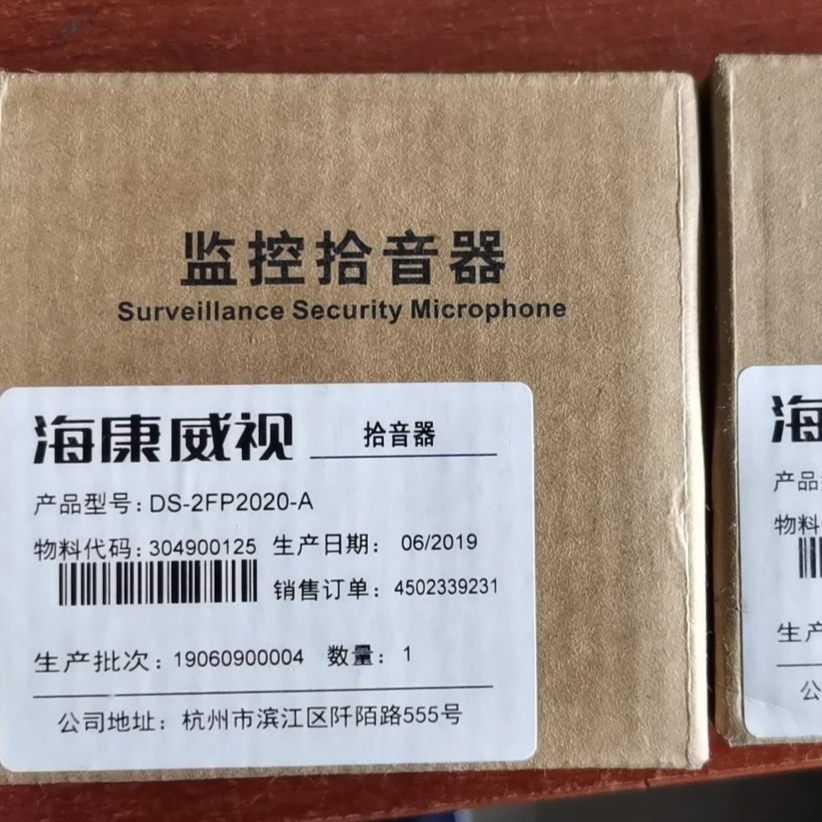 监控拾音器
Surveillance Security Microphone
海康威视 拾音器
产品型号: DS-2FP2020-A
物料代码: 304900125 生产日期: 06/2019
销售订单: 4502339231
生产批次: 19060900004 数量: 1
公司地址: 杭州市滨江区阡陌路555号
海
产品
物料
生产
公